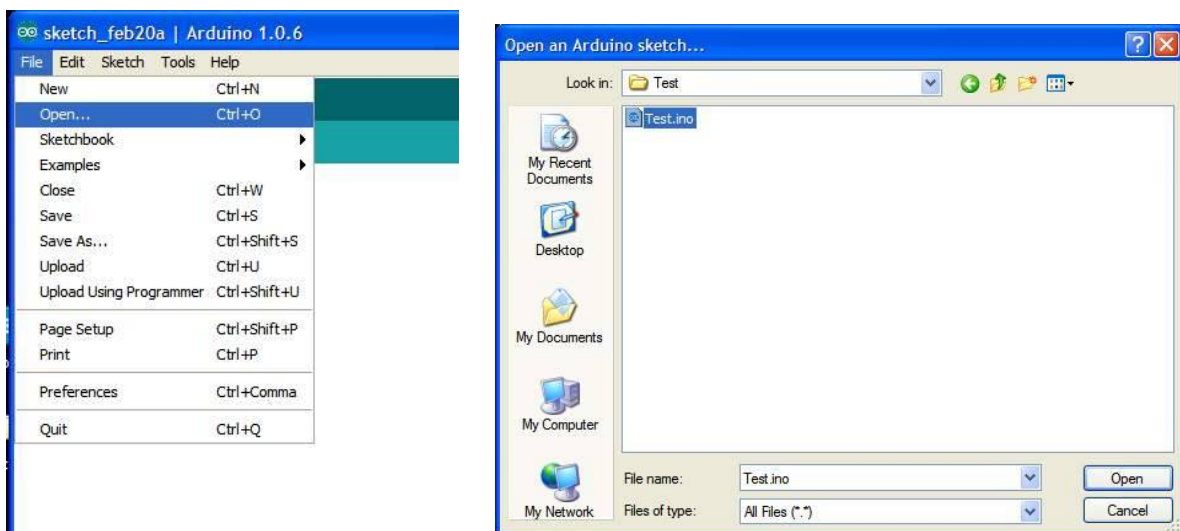 sketch_feb20a | Arduino 1.0.6
File Edit Sketch Tools Help
New Ctrl+N
Open... Ctrl+O
Sketchbook
Examples
Close Ctrl+W
Save Ctrl+S
Save As... Ctrl+Shift+S
Upload Ctrl+U
Upload Using Programmer Ctrl+Shift+U
Page Setup Ctrl+Shift+P
Print Ctrl+P
Preferences Ctrl+Comma
Quit Ctrl+Q
Open an Arduino sketch...
Look in: Test
Test.ino
My Recent
Documents
Desktop
My Documents
My Computer
My Network
File name: Test.ino Open
Files of type: All Files (*.*) Cancel